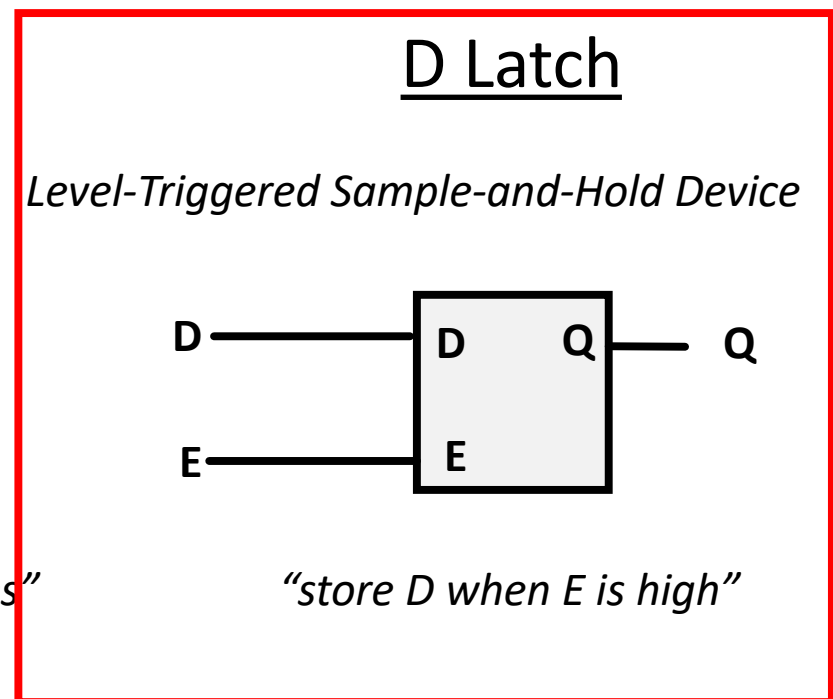 D Latch
Level-Triggered Sample-and-Hold Device
D D Q Q
E E
s” “store D when E is high”